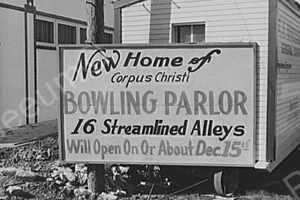 New Home of
Corpus Christi
BOWLING PARLOR
16 Streamlined Alleys
Will Open On Or About Dec. 15th